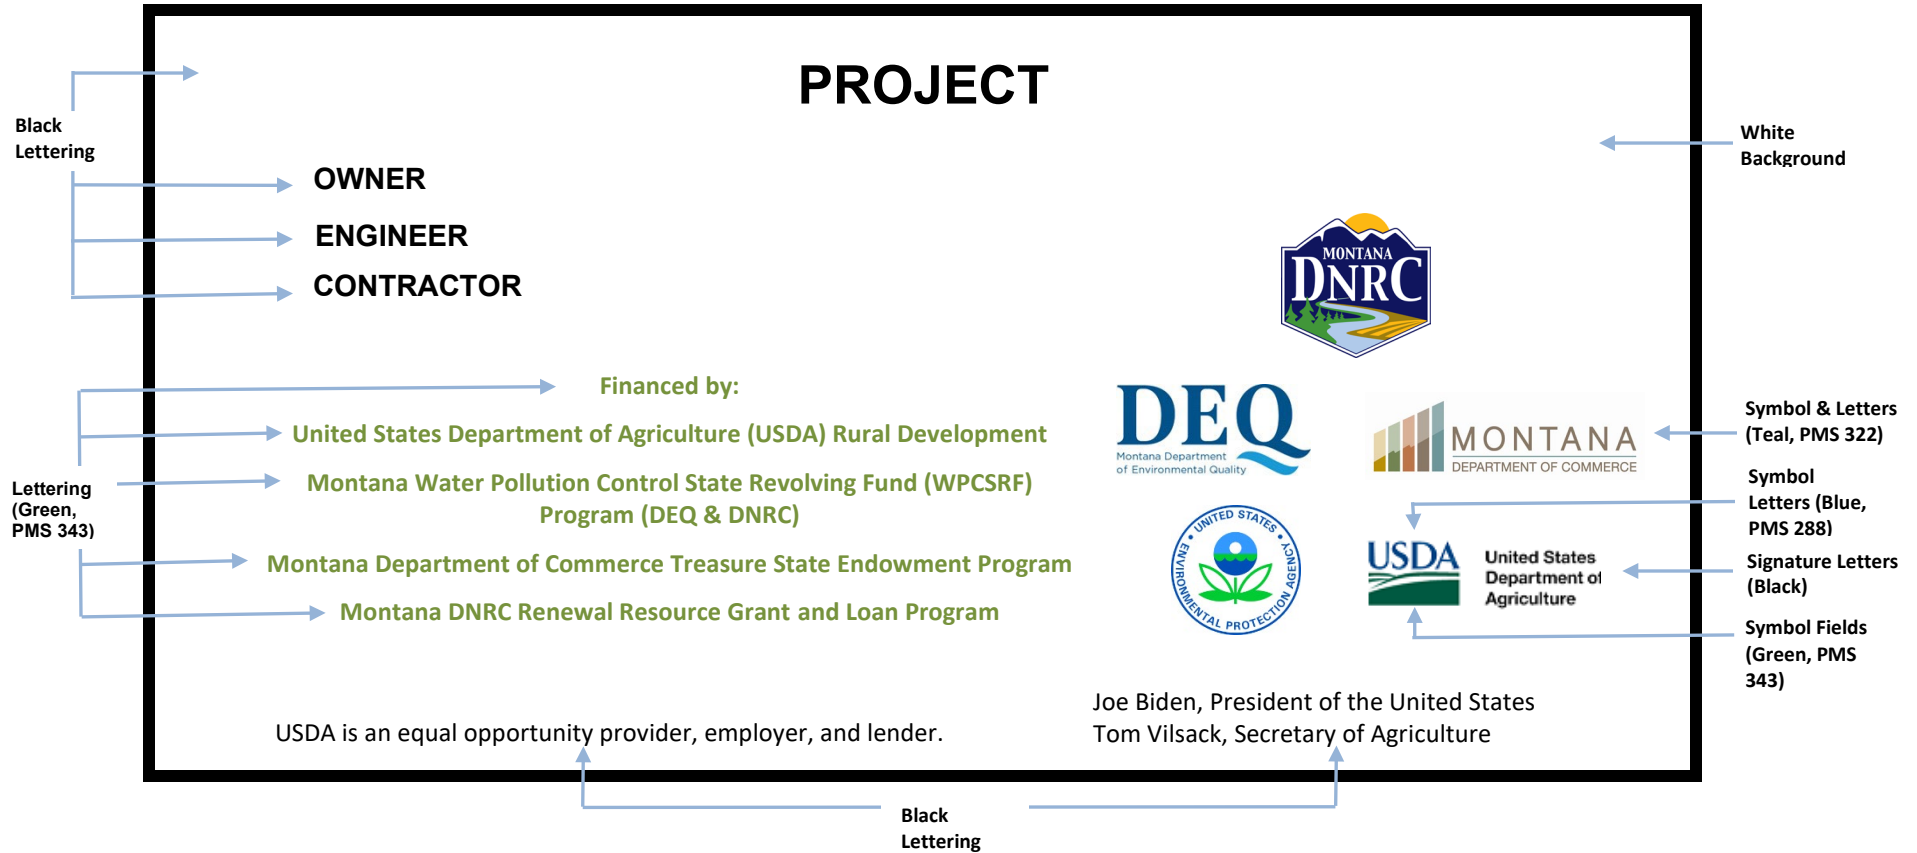 PROJECT
Black
Lettering
White
Background
OWNER
ENGINEER
CONTRACTOR
MONTANA
DNRC
Financed by:
United States Department of Agriculture (USDA) Rural Development
Montana Water Pollution Control State Revolving Fund (WPCSRF)
Program (DEQ & DNRC)
Montana Department of Commerce Treasure State Endowment Program
Montana DNRC Renewal Resource Grant and Loan Program
Lettering
(Green,
PMS 343)
DEQ
Montana Department
of Environmental Quality
MONTANA
DEPARTMENT OF COMMERCE
Symbol & Letters
(Teal, PMS 322)
Symbol
Letters (Blue,
PMS 288)
UNITED STATES
ENVIRONMENTAL PROTECTION AGENCY
USDA
United States
Department of
Agriculture
Signature Letters
(Black)
Symbol Fields
(Green, PMS
343)
USDA is an equal opportunity provider, employer, and lender.
Joe Biden, President of the United States
Tom Vilsack, Secretary of Agriculture
Black
Lettering